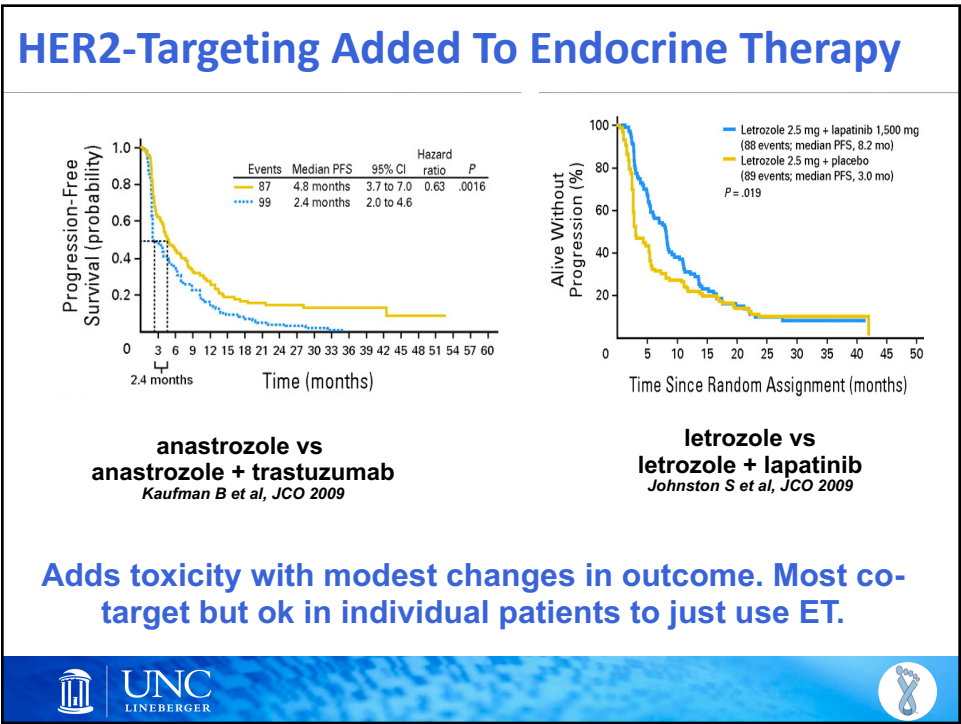 HER2-Targeting Added To Endocrine Therapy
Progression-Free
Survival (probability)
1.0
0.8
0.6
0.4
0.2
0
3 6 9 12 15 18 21 24 27 30 33 36 39 42 45 48 51 54 57 60
2.4 months
Time (months)
Hazard
Events Median PFS 95% CI ratio P
87 4.8 months 3.7 to 7.0 0.63 .0016
99 2.4 months 2.0 to 4.6
anastrozole vs
anastrozole + trastuzumab
Kaufman B et al, JCO 2009
Alive Without
Progression (%)
100
80
60
40
20
0 5 10 15 20 25 30 35 40 45 50
Time Since Random Assignment (months)
Letrozole 2.5 mg + lapatinib 1,500 mg
(88 events; median PFS, 8.2 mo)
Letrozole 2.5 mg + placebo
(89 events; median PFS, 3.0 mo)
P = .019
letrozole vs
letrozole + lapatinib
Johnston S et al, JCO 2009
Adds toxicity with modest changes in outcome. Most co-
target but ok in individual patients to just use ET.
UNC
LINEBERGER